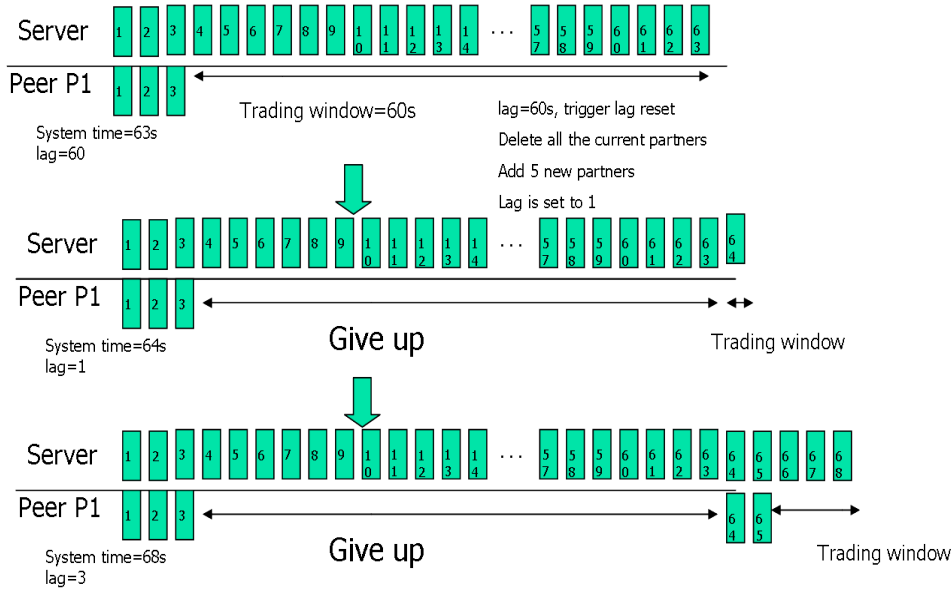 Server 1 2 3 4 5 6 7 8 9 10 11 12 13 14 ... 57 58 59 60 61 62 63
Peer P1 1 2 3
Trading window=60s
System time=63s
lag=60
lag=60s, trigger lag reset
Delete all the current partners
Add 5 new partners
Lag is set to 1
Server 1 2 3 4 5 6 7 8 9 10 11 12 13 14 ... 57 58 59 60 61 62 63 64
Peer P1 1 2 3
Give up
Trading window
System time=64s
lag=1
Server 1 2 3 4 5 6 7 8 9 10 11 12 13 14 ... 57 58 59 60 61 62 63 64 65 66 67 68
Peer P1 1 2 3 64 65
Give up
Trading window
System time=68s
lag=3